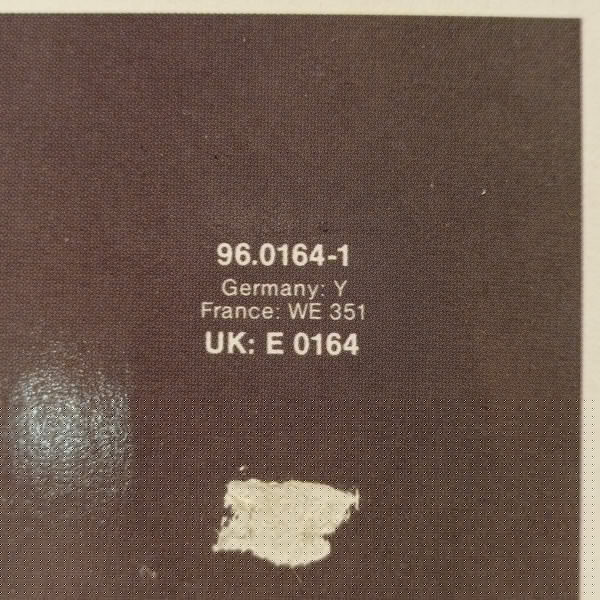 96.0164-1
Germany: Y
France: WE 351
UK: E 0164